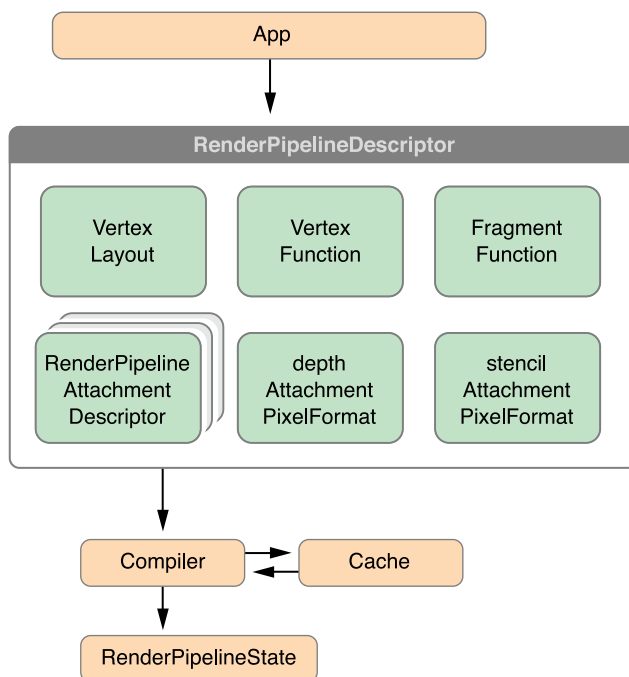 App
RenderPipelineDescriptor
Vertex
Layout
Vertex
Function
Fragment
Function
RenderPipeline
Attachment
Descriptor
depth
Attachment
PixelFormat
stencil
Attachment
PixelFormat
Compiler
Cache
RenderPipelineState